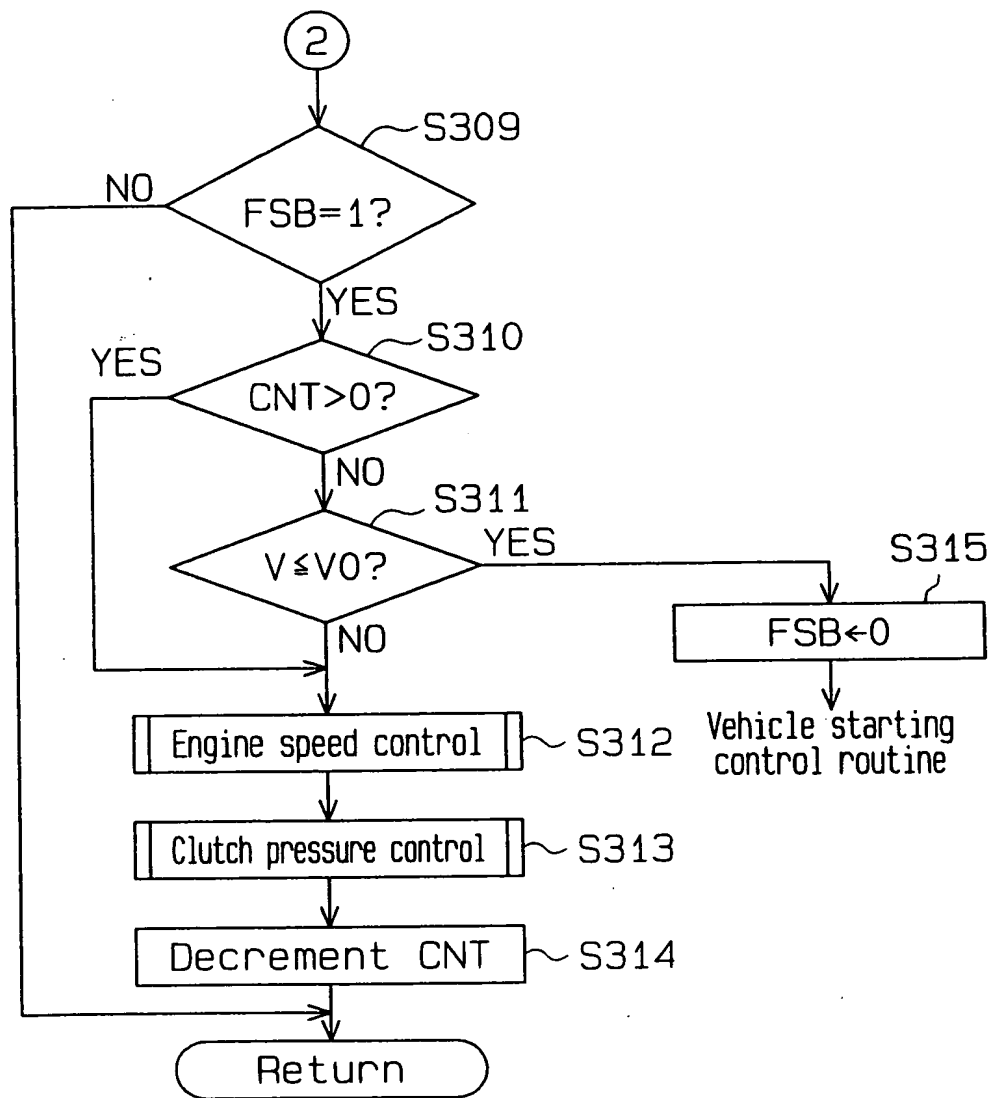 2
S309
NO
FSB=1?
YES
S310
YES
CNT>0?
NO
S311
YES
V≦V0?
S315
NO
FSB←0
Engine speed control
S312
Vehicle starting
control routine
Clutch pressure control
S313
Decrement CNT
S314
Return